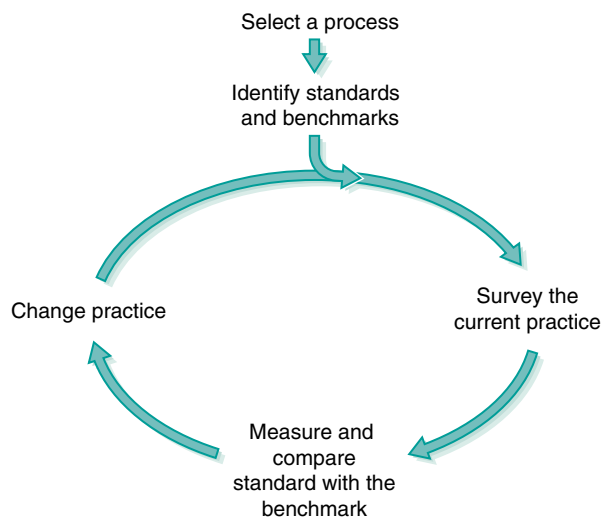 Select a process
Identify standards
and benchmarks
Survey the
current practice
Measure and
compare
standard with the
benchmark
Change practice